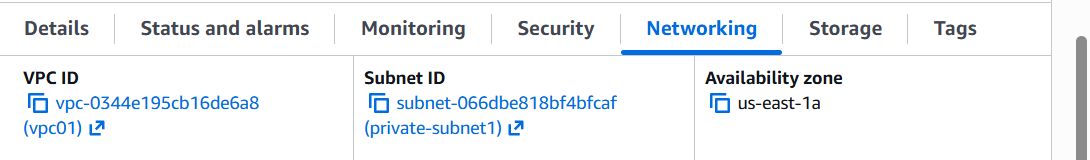 Details Status and alarms Monitoring Security Networking Storage Tags
VPC ID
vpc-0344e195cb16de6a8
(vpc01)
Subnet ID
subnet-066dbe818bf4bfcaf
(private-subnet1)
Availability zone
us-east-1a